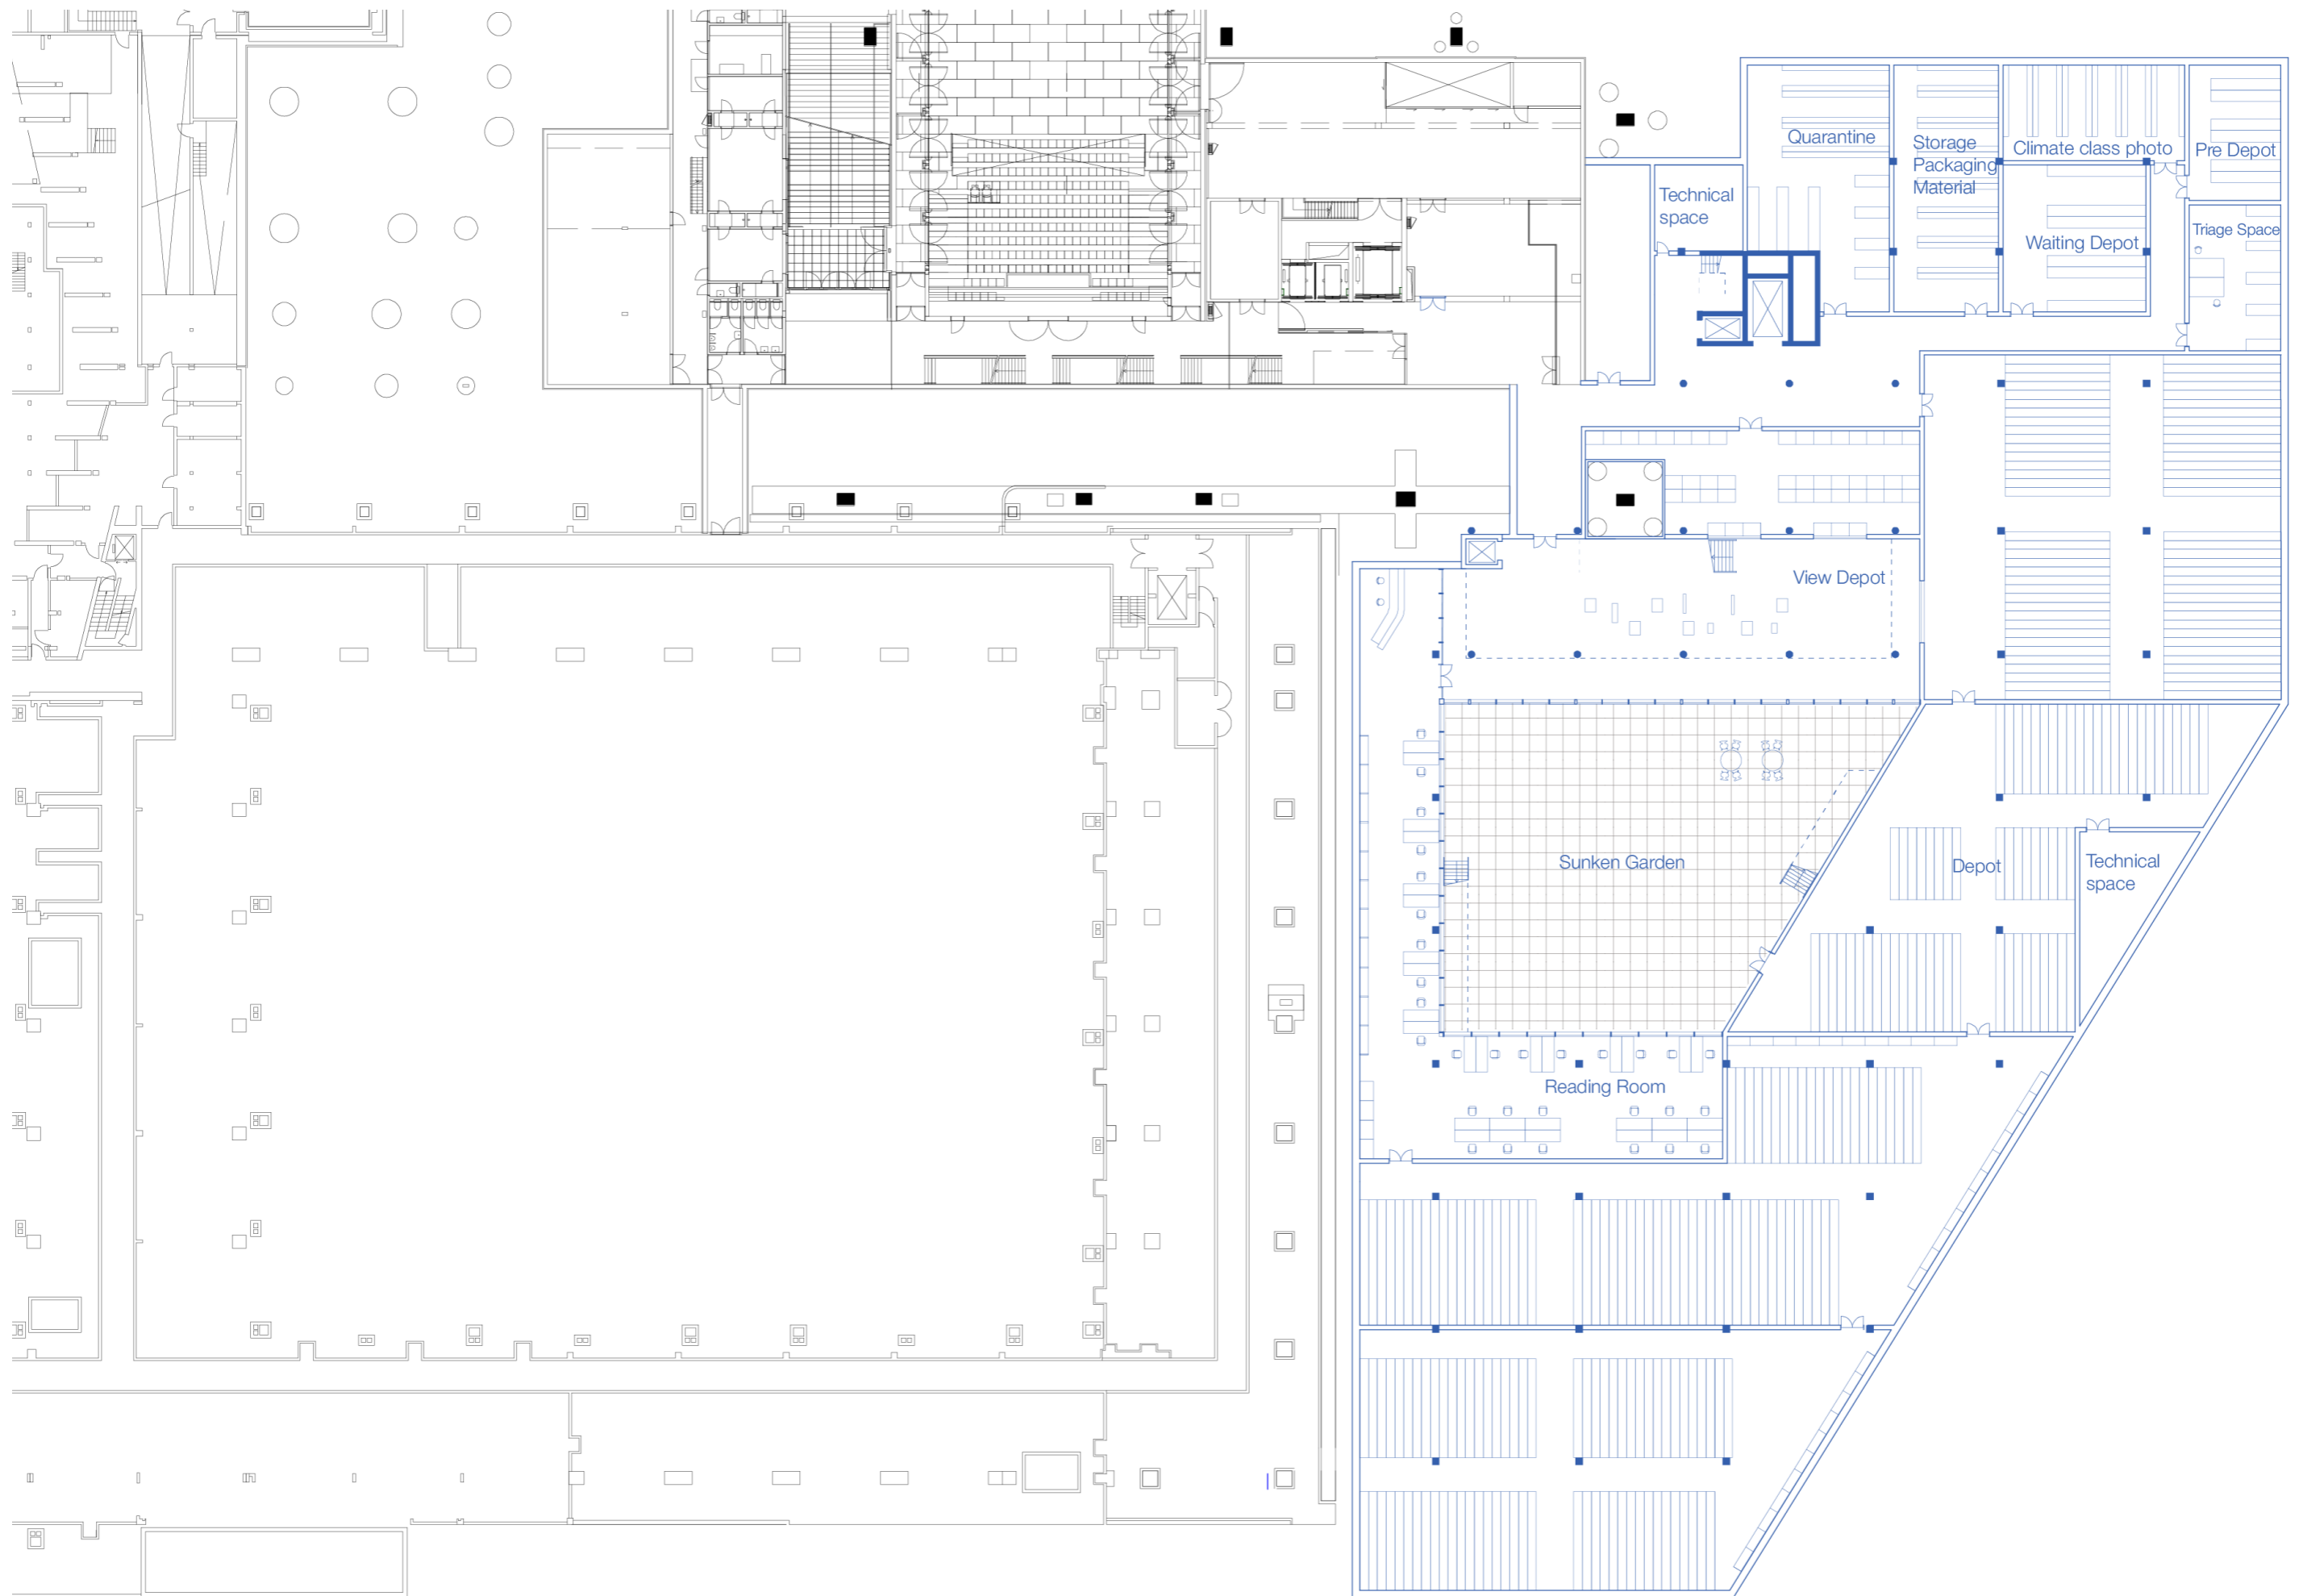 Quarantine
Storage
Packaging
Material
Climate class photo
Pre Depot
Technical
space
Waiting Depot
Triage Space
View Depot
Sunken Garden
Depot
Technical
space
Reading Room